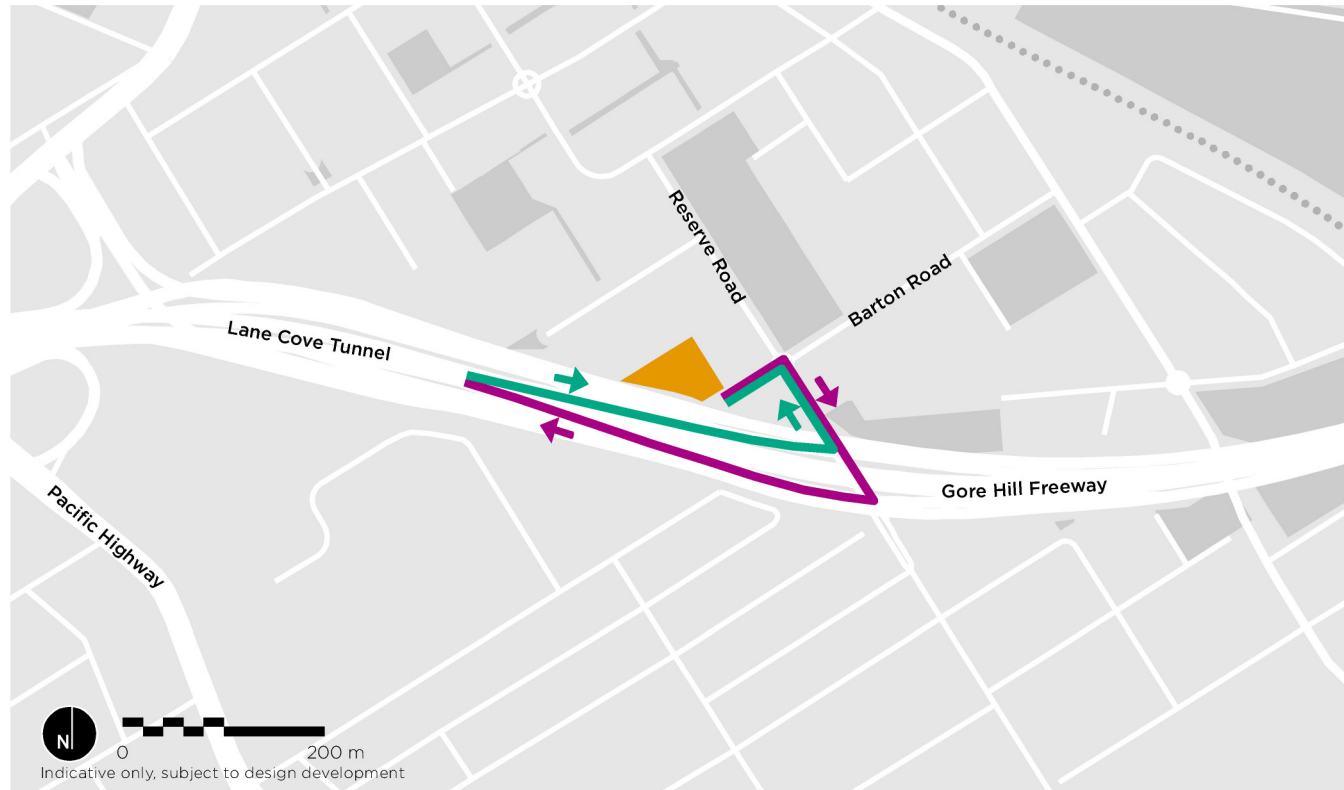 Reserve Road
Barton Road
Lane Cove Tunnel
Gore Hill Freeway
Pacific Highway
N
0
200 m
Indicative only, subject to design development